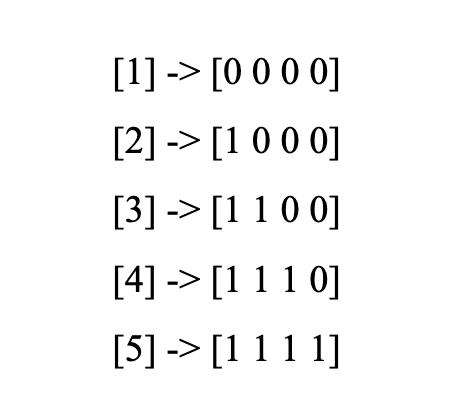 [1] -> [0 0 0 0]
[2] -> [1 0 0 0]
[3] -> [1 1 0 0]
[4] -> [1 1 1 0]
[5] -> [1 1 1 1]